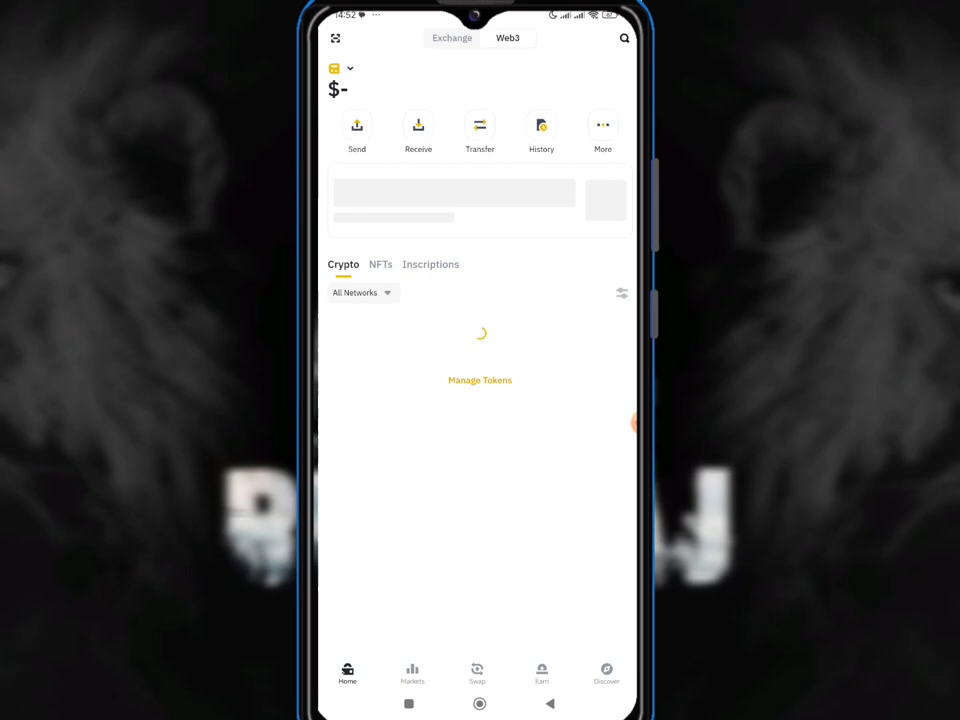 14:52
Exchange Web3
$-
Send Receive Transfer History More
Crypto NFTs Inscriptions
All Networks
Manage Tokens
Home Markets Swap Earn Discover